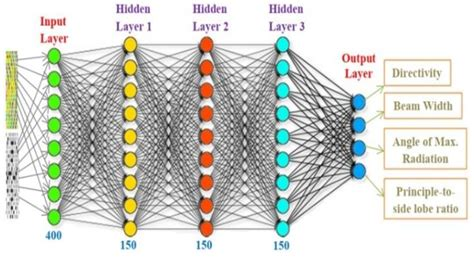 Input
Layer
Hidden
Layer 1
Hidden
Layer 2
Hidden
Layer 3
Output
Layer
Directivity
Beam Width
Angle of Max.
Radiation
Principle-to-
side lobe ratio
400
150
150
150